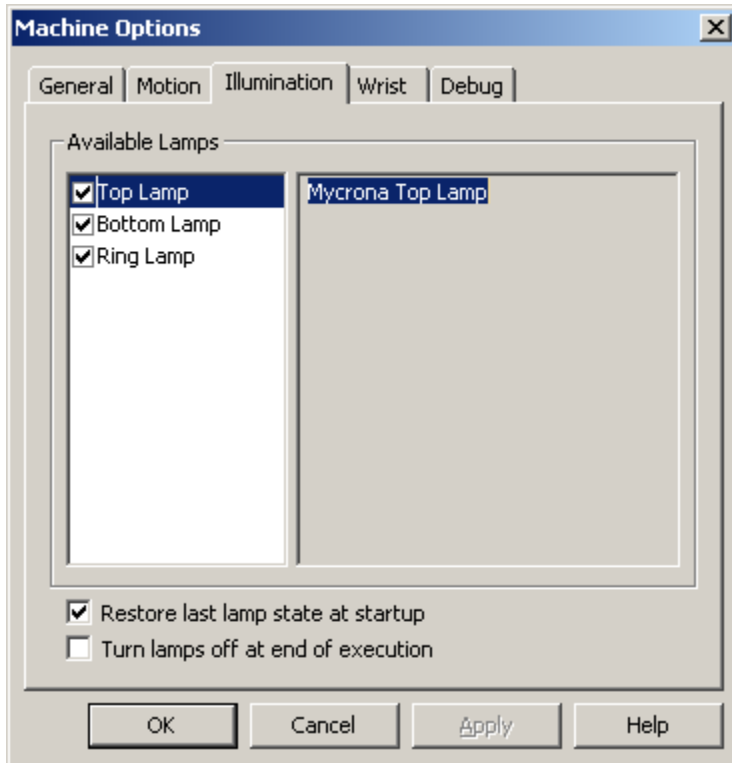 Machine Options
General Motion Illumination Wrist Debug
Available Lamps
Top Lamp Mycrona Top Lamp
Bottom Lamp
Ring Lamp
Restore last lamp state at startup
Turn lamps off at end of execution
OK Cancel Apply Help